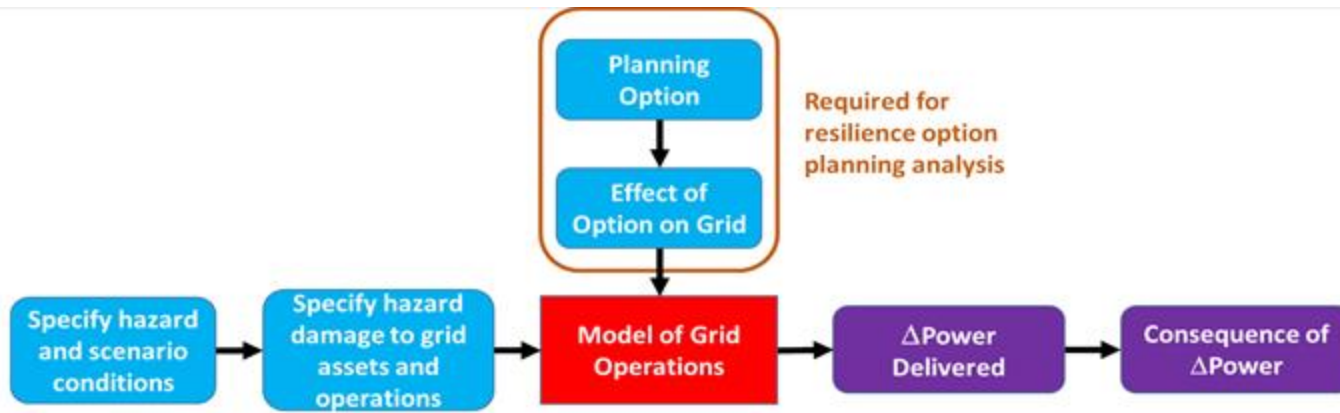 Planning
Option
Required for
resilience option
planning analysis
Effect of
Option on Grid
Specify hazard
and scenario
conditions
Specify hazard
damage to grid
assets and
operations
Model of Grid
Operations
ΔPower
Delivered
Consequence of
ΔPower